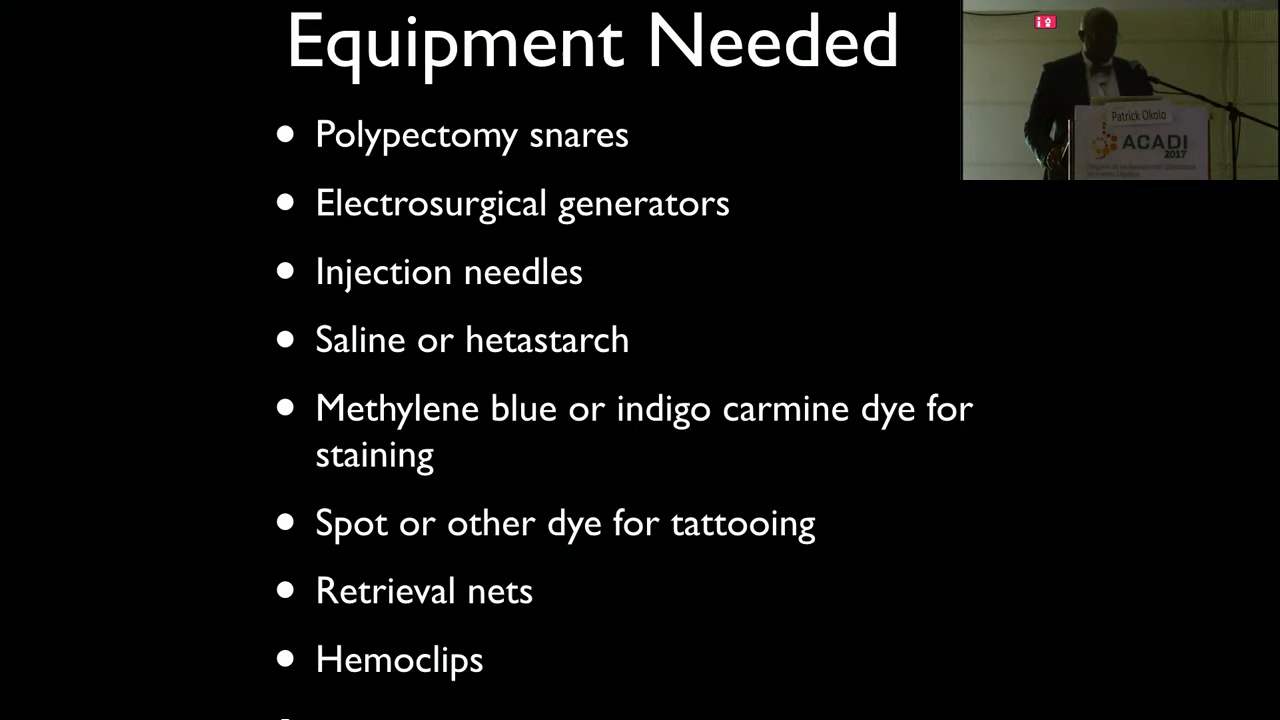 Equipment Needed
• Polypectomy snares
• Electrosurgical generators
• Injection needles
• Saline or hetastarch
• Methylene blue or indigo carmine dye for
staining
• Spot or other dye for tattooing
• Retrieval nets
• Hemoclips
Patrick Okolo
ACADI
2017